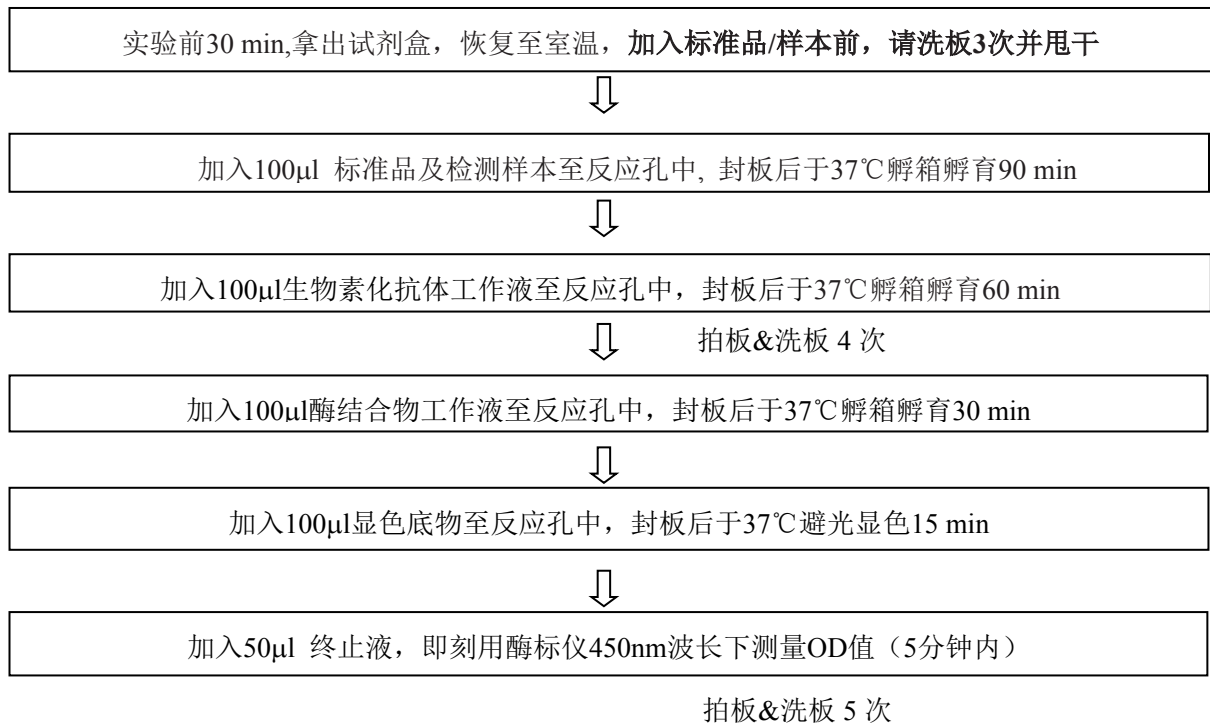 实验前30 min,拿出试剂盒，恢复至室温，加入标准品/样本前，请洗板3次并甩干
加入100μl 标准品及检测样本至反应孔中, 封板后于37℃孵箱孵育90 min
加入100μl生物素化抗体工作液至反应孔中，封板后于37℃孵箱孵育60 min
拍板&洗板 4 次
加入100μl酶结合物工作液至反应孔中，封板后于37℃孵箱孵育30 min
加入100μl显色底物至反应孔中，封板后于37℃避光显色15 min
加入50μl 终止液，即刻用酶标仪450nm波长下测量OD值（5分钟内）
拍板&洗板 5 次